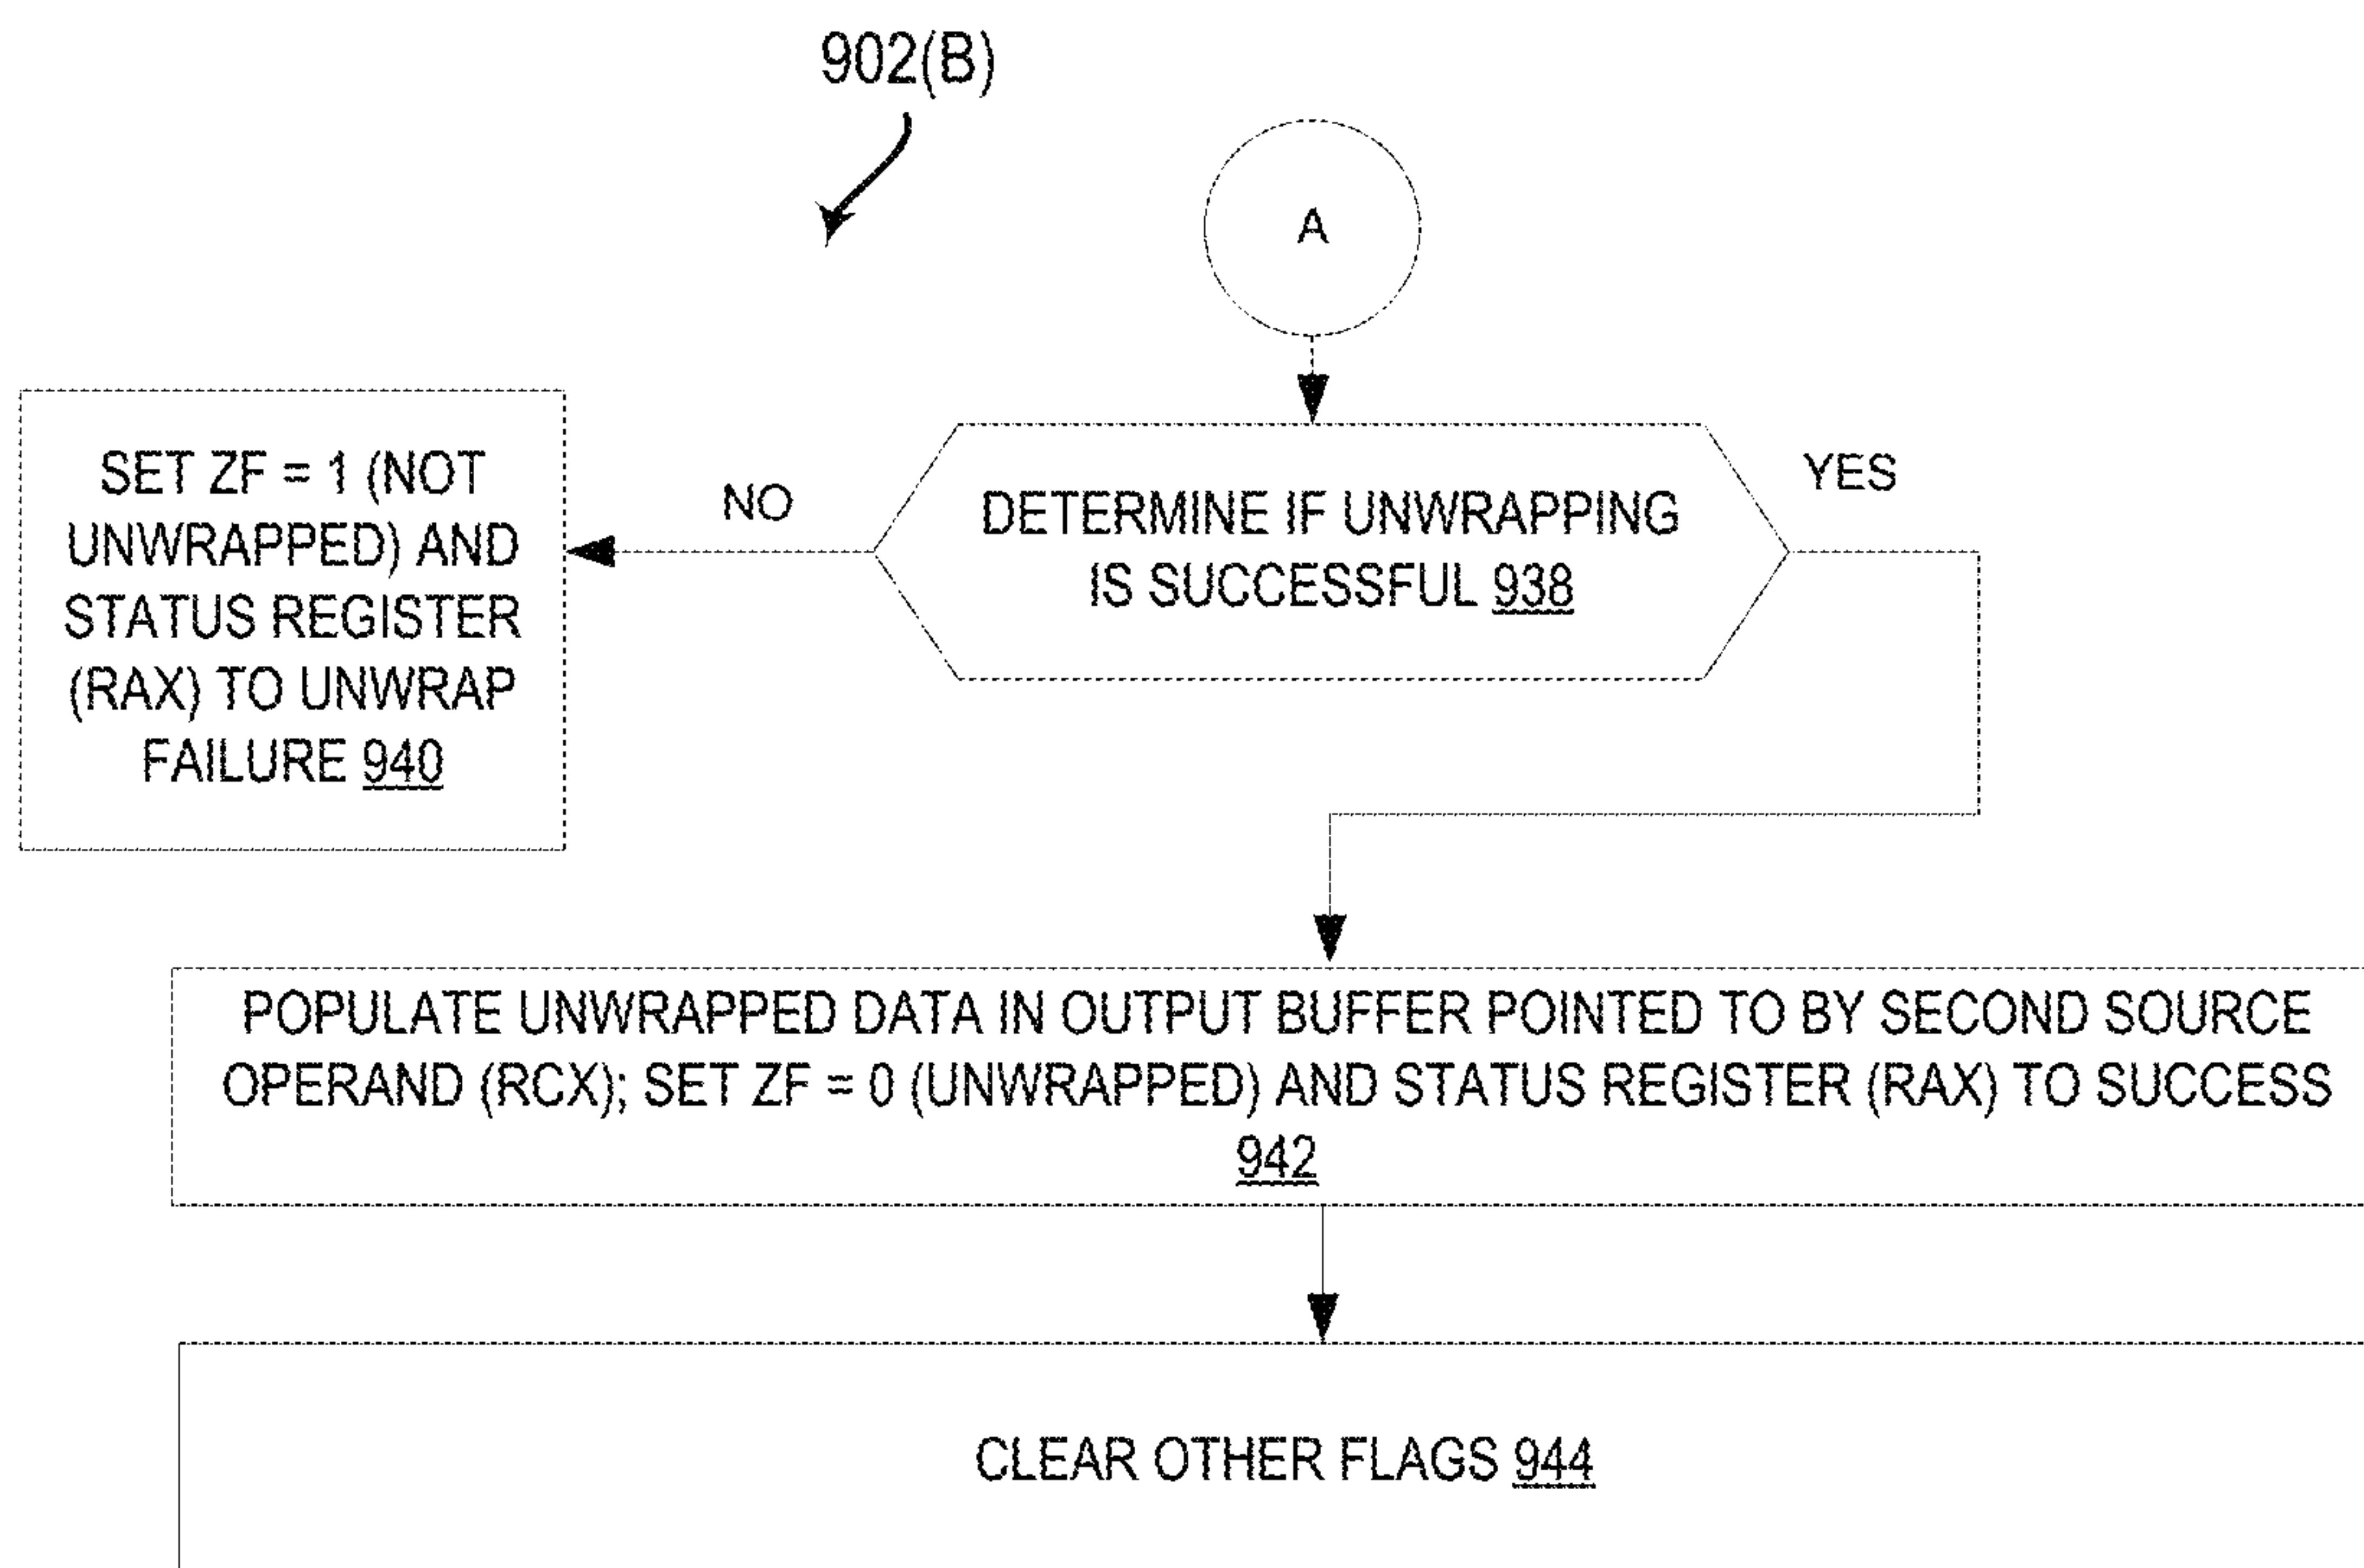 902(B)
A
SET ZF = 1 (NOT
UNWRAPPED) AND
STATUS REGISTER
(RAX) TO UNWRAP
FAILURE 940
NO
DETERMINE IF UNWRAPPING
IS SUCCESSFUL 938
YES
POPULATE UNWRAPPED DATA IN OUTPUT BUFFER POINTED TO BY SECOND SOURCE
OPERAND (RCX); SET ZF = 0 (UNWRAPPED) AND STATUS REGISTER (RAX) TO SUCCESS
942
CLEAR OTHER FLAGS 944